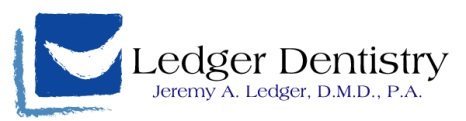 Ledger Dentistry
Jeremy A. Ledger, D.M.D., P.A.